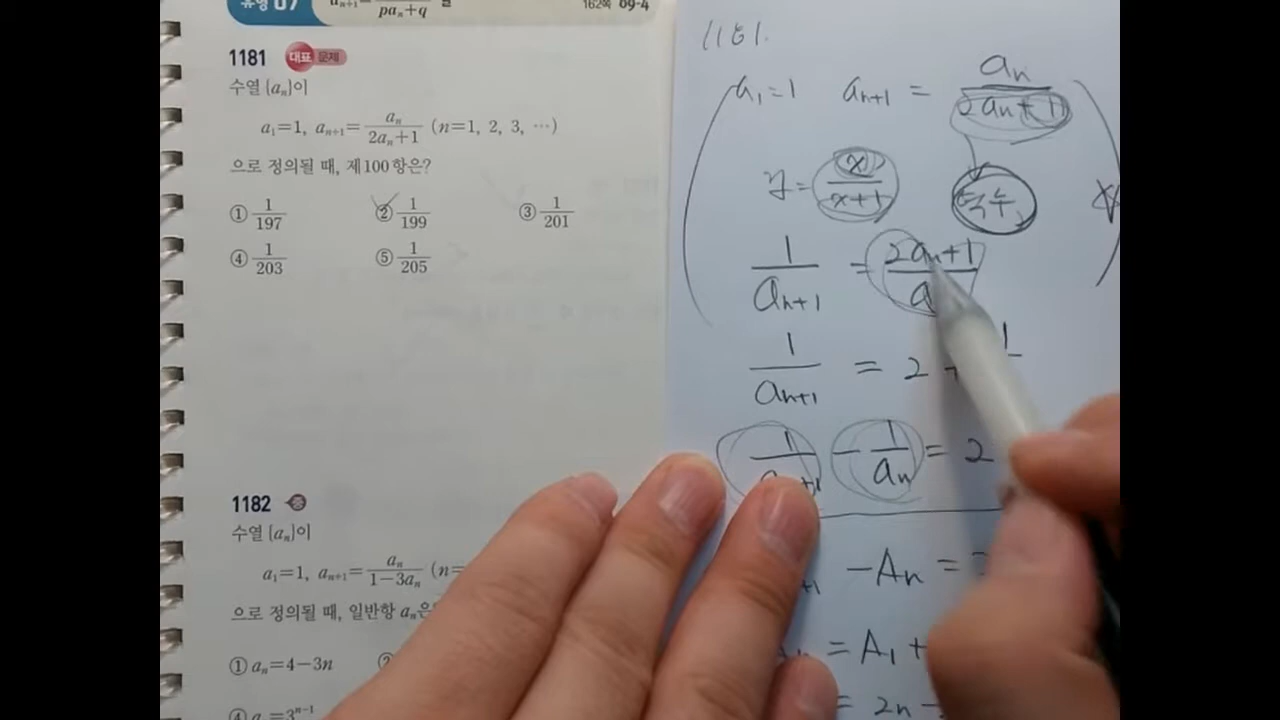 유형 07
pa_n+q
162쪽 09-4
1181 대표 문제
수열 {a_n}이
a_1=1, a_{n+1}=a_n/(2a_n+1) (n=1, 2, 3, ⋯)
으로 정의될 때, 제100항은?
① 1/197 ② 1/199 ③ 1/201
④ 1/203 ⑤ 1/205
1182 중
수열 {a_n}이
a_1=1, a_{n+1}=a_n/(1-3a_n) (n=
으로 정의될 때, 일반항 a_n은
① a_n=4-3n ②
④ a_n=3^{n-1}
1181.
a_1=1 a_{n+1} = a_n/(2a_n+1)
y= x/(x+1) 역수
1/a_{n+1} = (2a_n+1)/a
1/a_{n+1} = 2 +
1/a_{n+1} - 1/a_n = 2
-A_n =
= A_1 +
= 2n